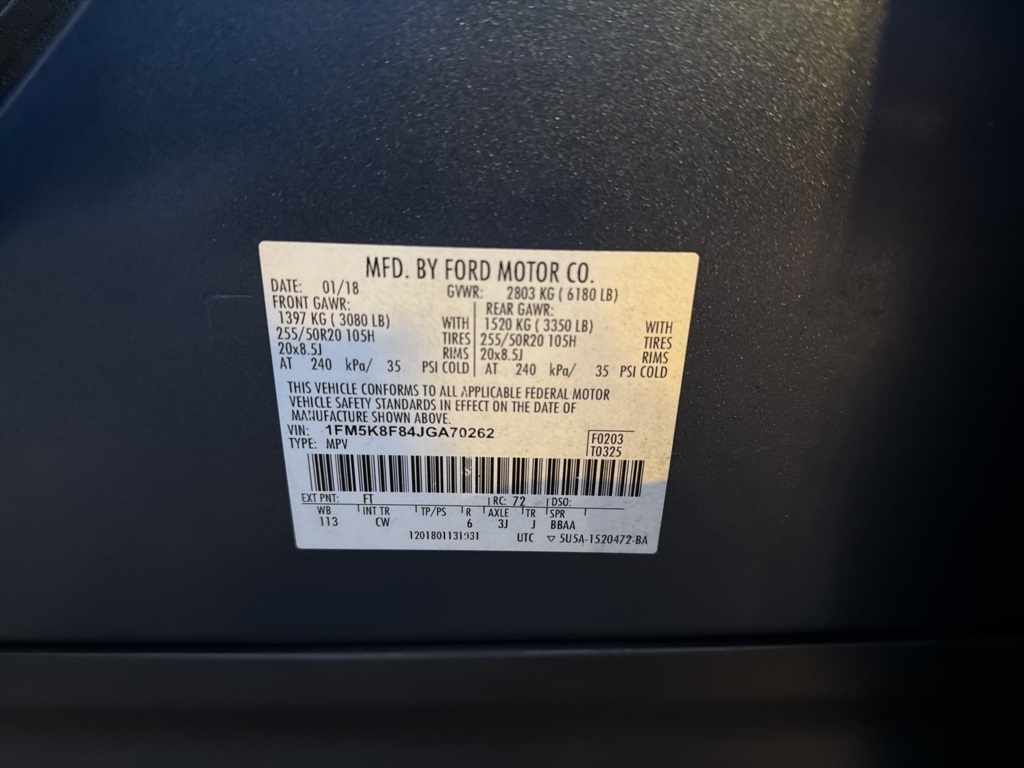 MFD. BY FORD MOTOR CO.
DATE: 01/18 GVWR: 2803 KG ( 6180 LB)
FRONT GAWR: REAR GAWR:
1397 KG ( 3080 LB) WITH 1520 KG ( 3350 LB) WITH
255/50R20 105H TIRES 255/50R20 105H TIRES
20x8.5J RIMS 20x8.5J RIMS
AT 240 kPa/ 35 PSI COLD AT 240 kPa/ 35 PSI COLD
THIS VEHICLE CONFORMS TO ALL APPLICABLE FEDERAL MOTOR
VEHICLE SAFETY STANDARDS IN EFFECT ON THE DATE OF
MANUFACTURE SHOWN ABOVE.
VIN: 1FM5K8F84JGA70262 F0203
TYPE: MPV T0325
EXT PNT: FT RC: 72 DSO:
WB INT TR TP/PS R AXLE TR SPR
113 CW 6 3J J BBAA
1201801131931 UTC ▽ 5U5A-1520472-BA